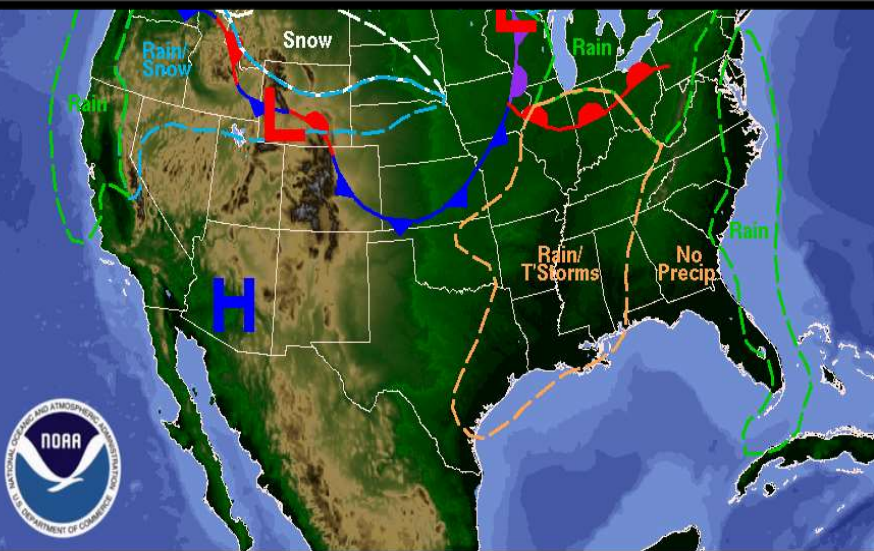 L
Snow
Rain
Rain/
Snow
Rain
L
Rain
Rain/
T'Storms
No
Precip
H
NATIONAL OCEANIC AND ATMOSPHERIC ADMINISTRATION
NOAA
U.S. DEPARTMENT OF COMMERCE